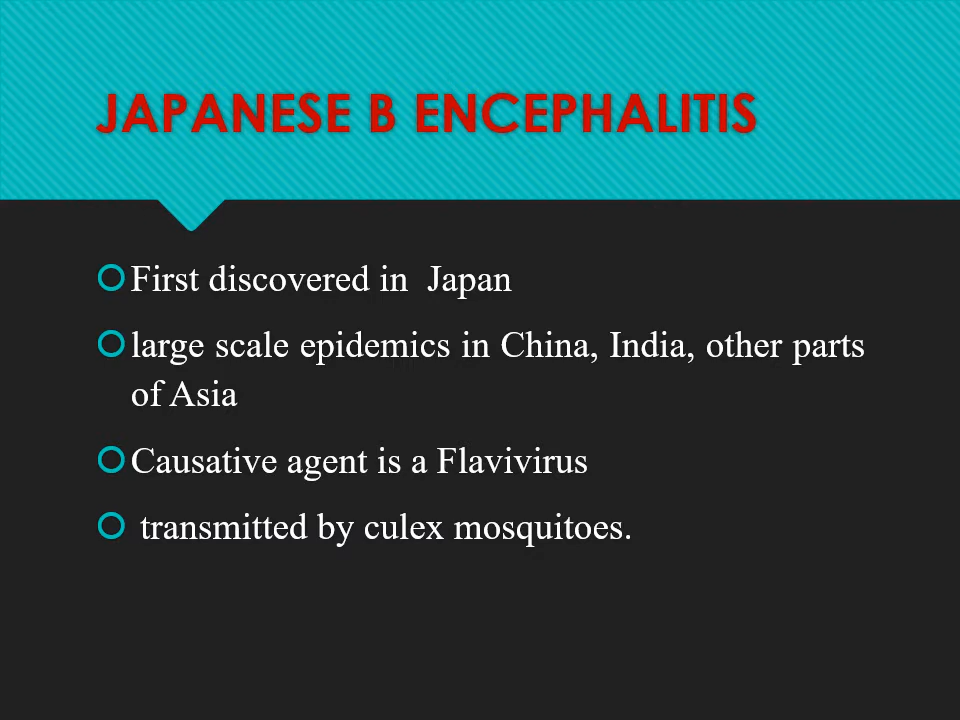 JAPANESE B ENCEPHALITIS
First discovered in  Japan
large scale epidemics in China, India, other parts
of Asia
Causative agent is a Flavivirus
transmitted by culex mosquitoes.